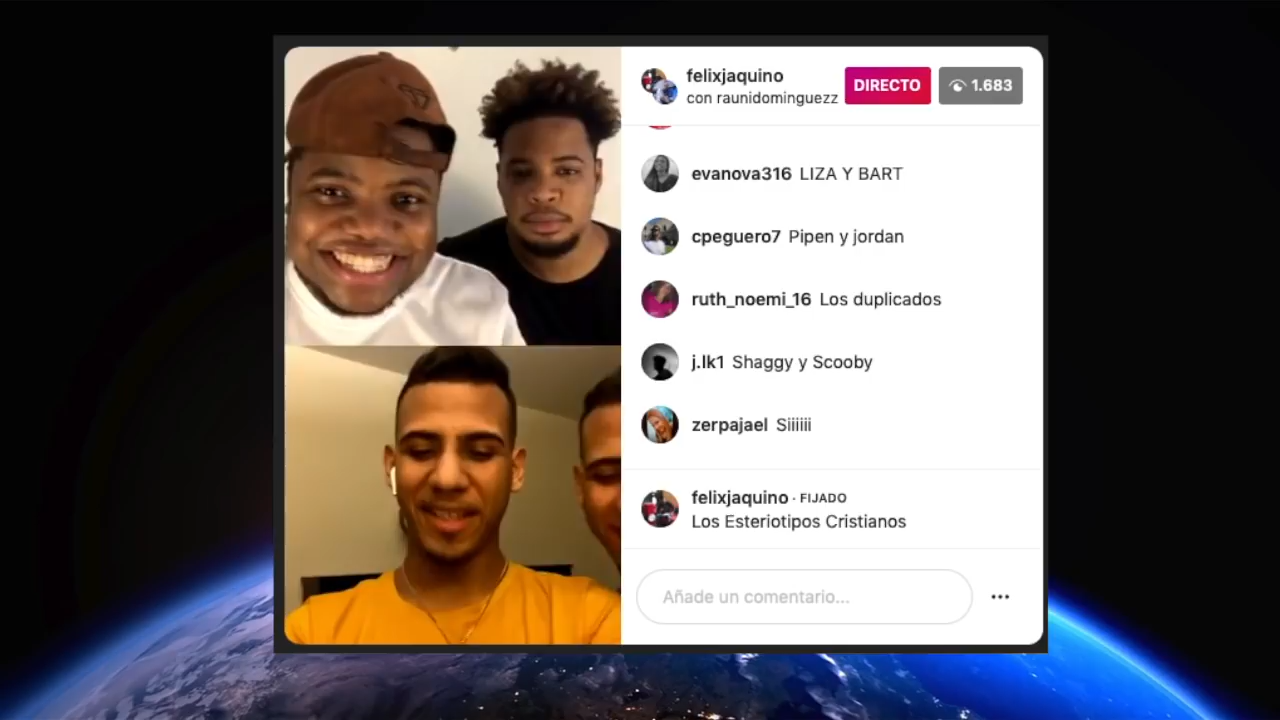 felixjaquino
con raunidominguezz
DIRECTO
1.683
evanova316 LIZA Y BART
cpeguero7 Pipen y jordan
ruth_noemi_16 Los duplicados
j.lk1 Shaggy y Scooby
zerpajael Siiiiii
felixjaquino · FIJADO
Los Esteriotipos Cristianos
Añade un comentario...